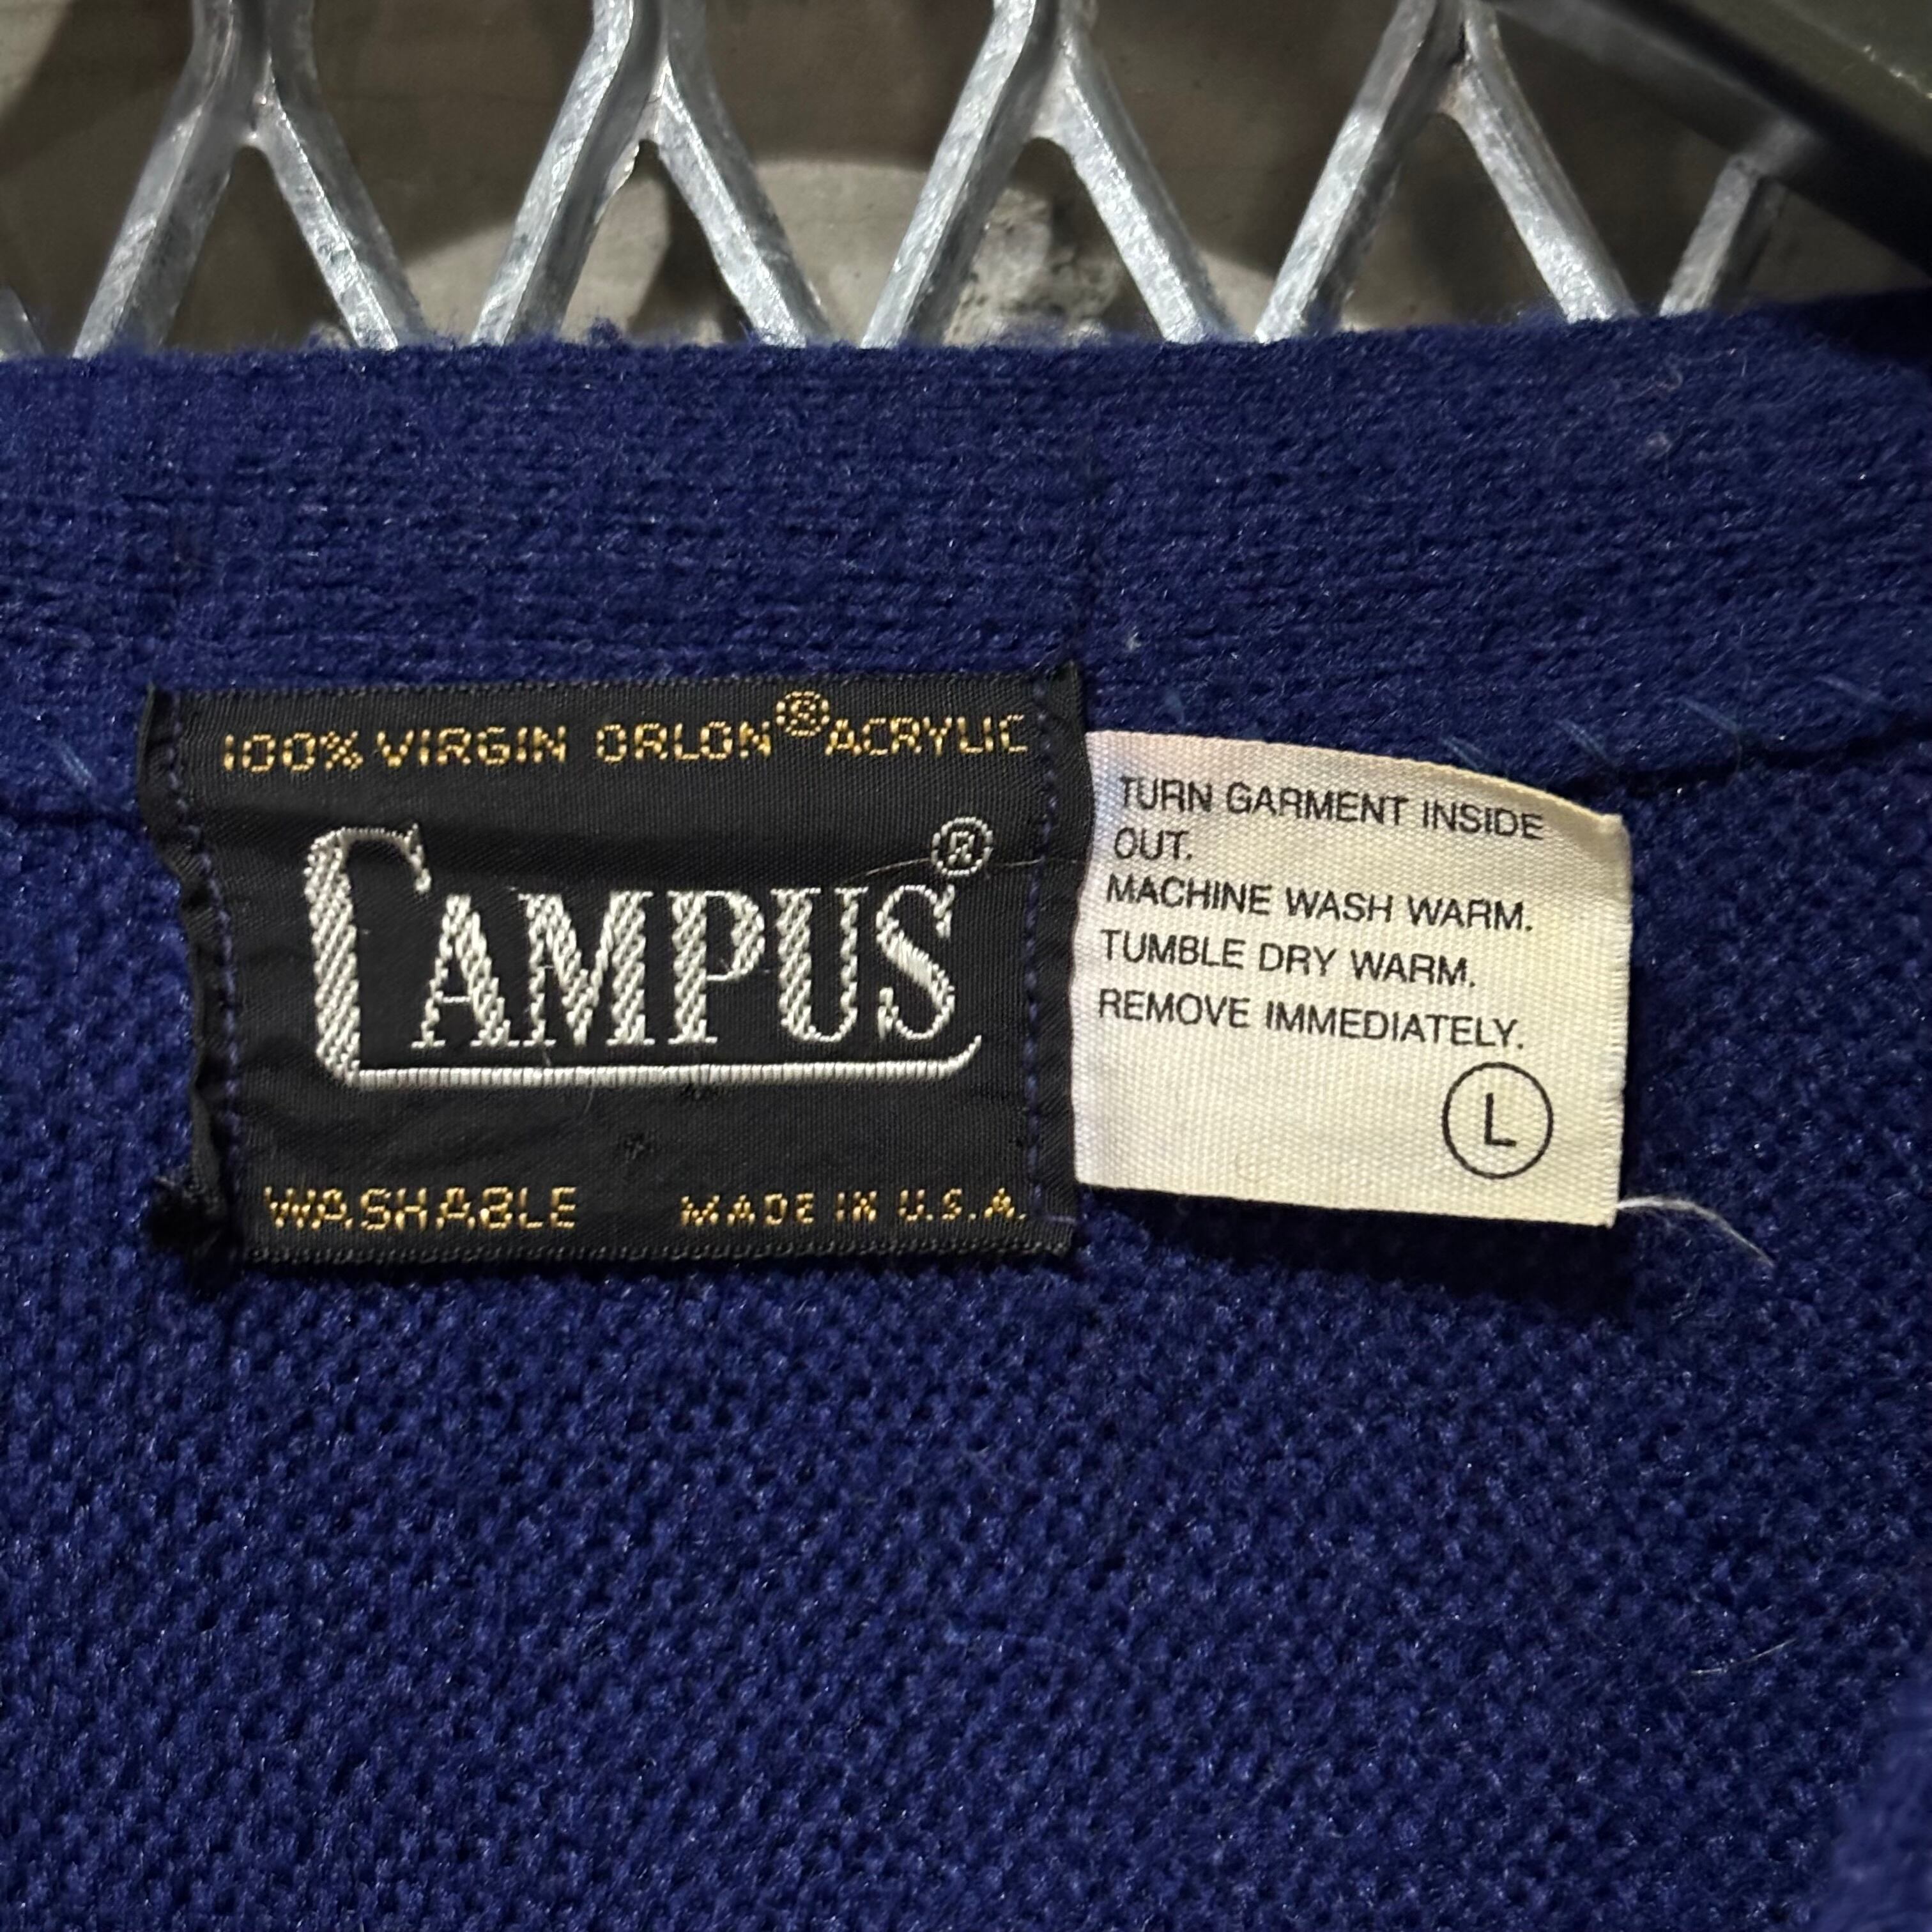 100% VIRGIN ORLON® ACRYLIC
CAMPUS®
WASHABLE MADE IN U.S.A.
TURN GARMENT INSIDE
OUT.
MACHINE WASH WARM.
TUMBLE DRY WARM.
REMOVE IMMEDIATELY.
L